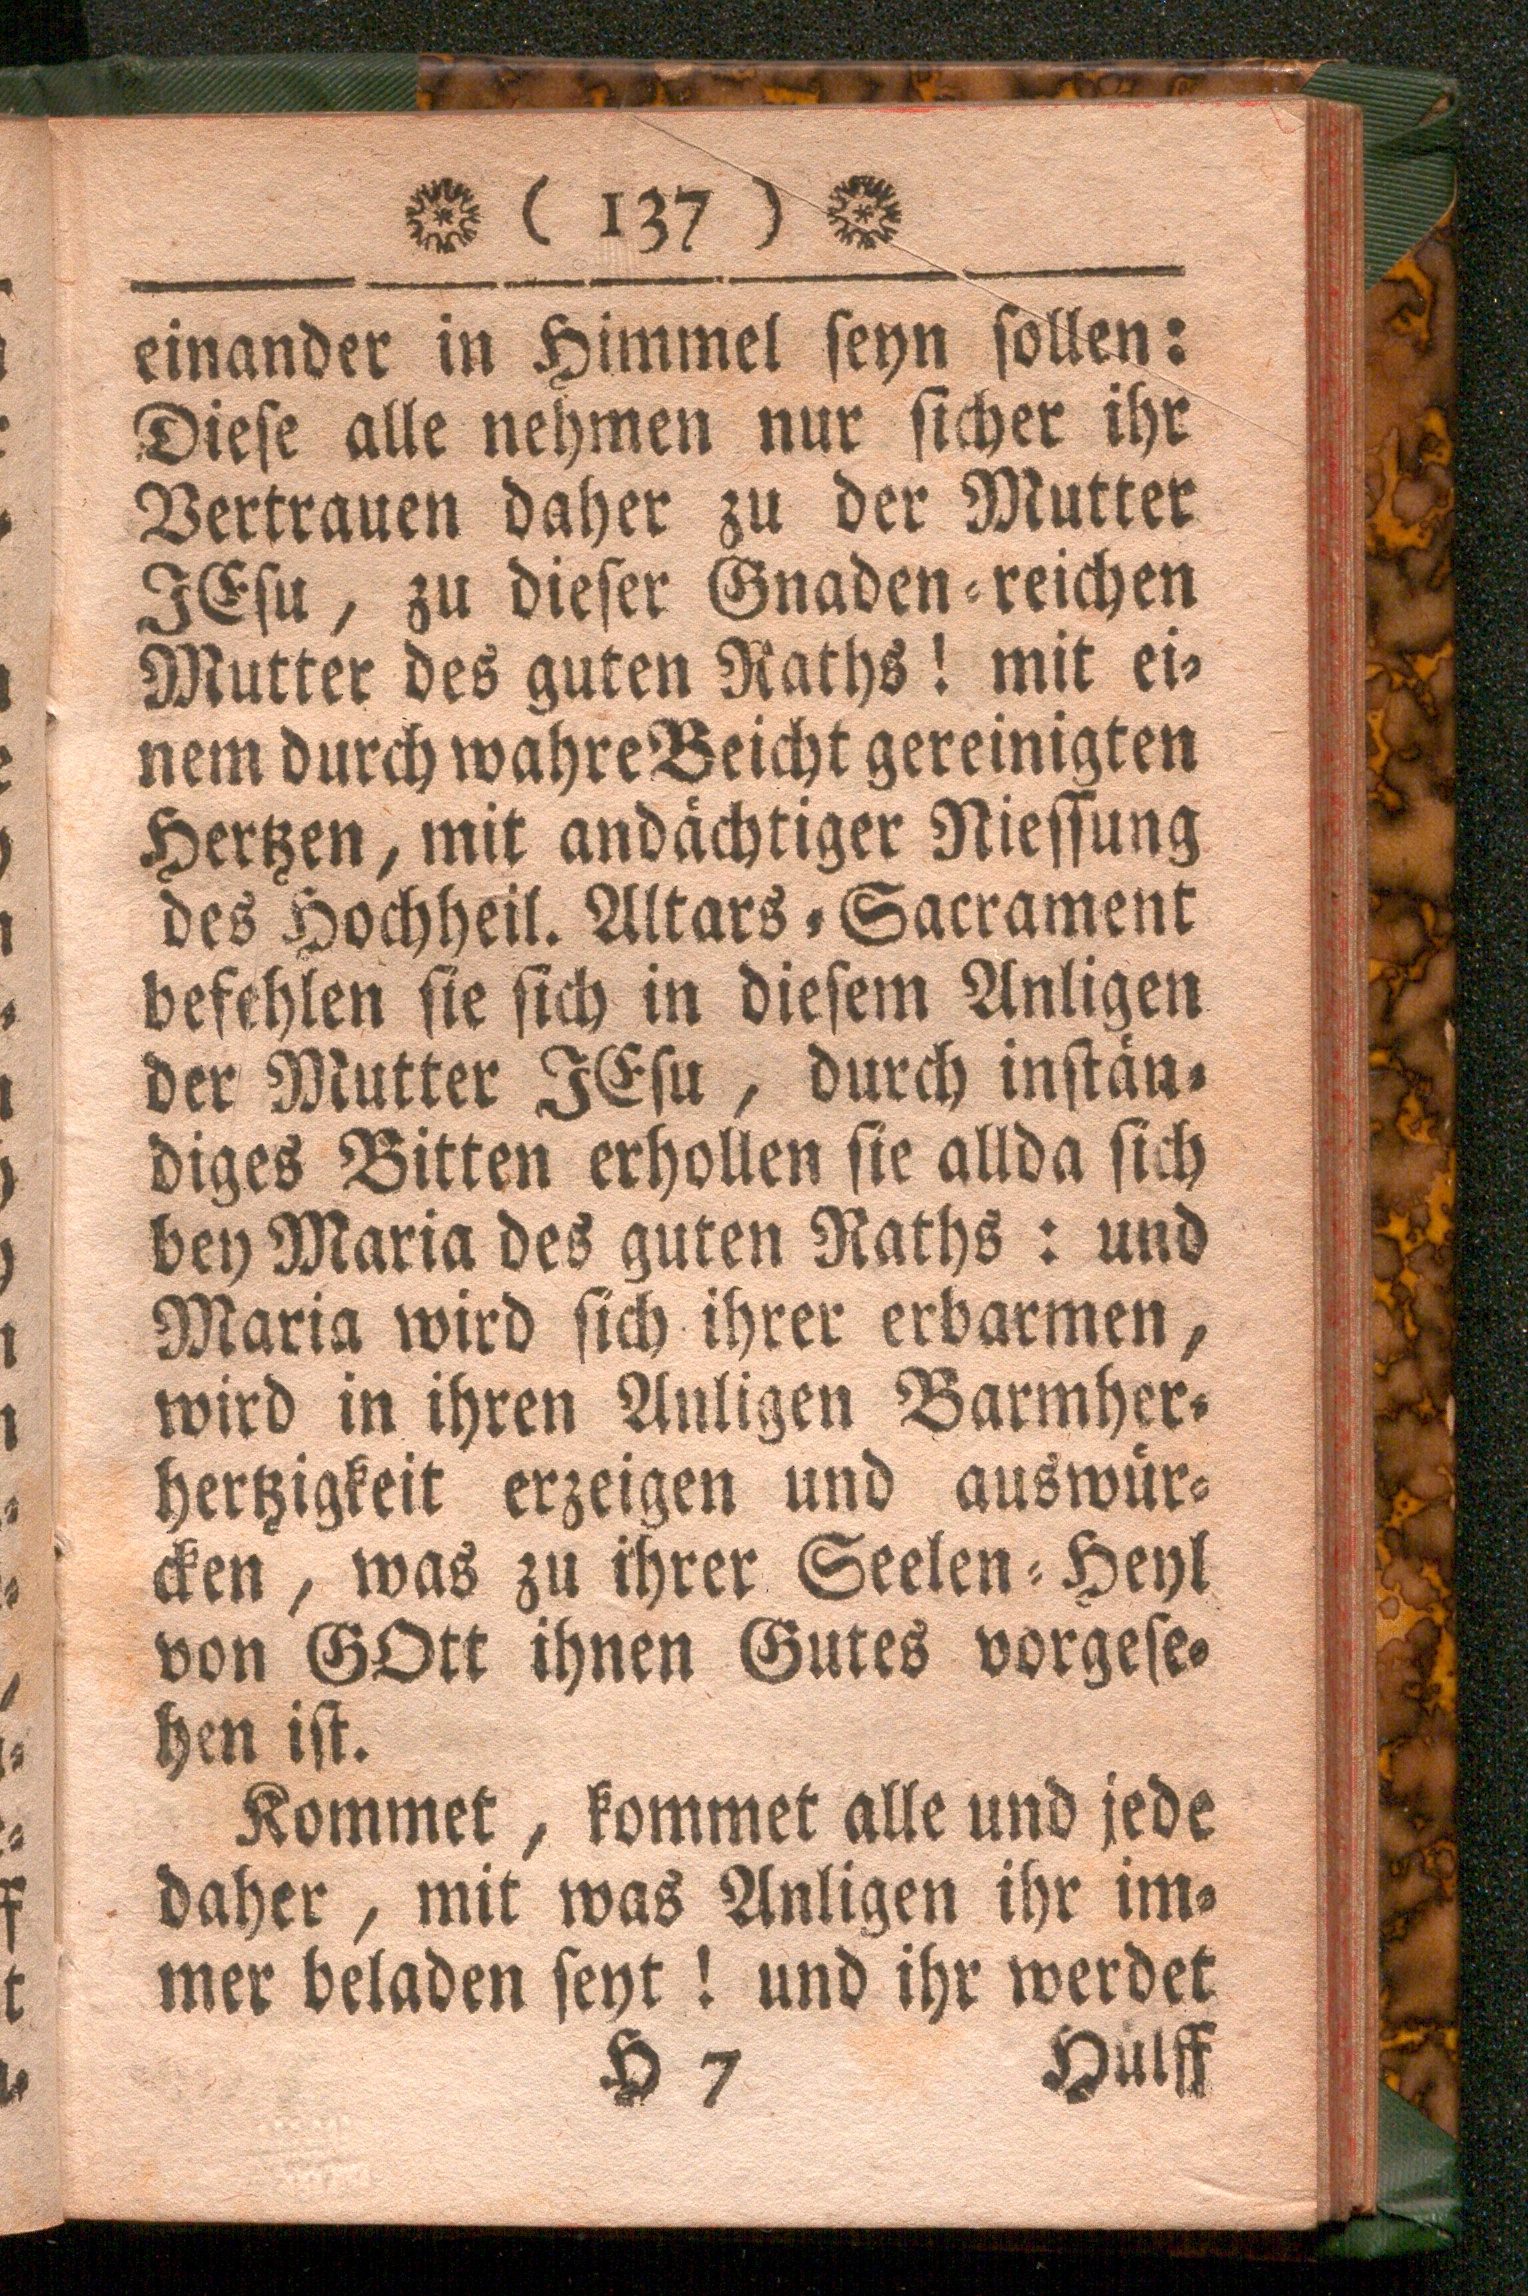 ( 137 )
einander in Himmel seyn sollen:
Diese alle nehmen nur sicher ihr
Vertrauen daher zu der Mutter
JEsu, zu dieser Gnaden-reichen
Mutter des guten Raths! mit ei-
nem durch wahre Beicht gereinigten
Hertzen, mit andächtiger Niessung
des Hochheil. Altars-Sacrament
befehlen sie sich in diesem Anligen
der Mutter JEsu, durch instän-
diges Bitten erhollen sie allda sich
bey Maria des guten Raths: und
Maria wird sich ihrer erbarmen,
wird in ihren Anligen Barmher-
hertzigkeit erzeigen und auswür-
cken, was zu ihrer Seelen-Heyl
von GOtt ihnen Gutes vorgese-
hen ist.
Kommet, kommet alle und jede
daher, mit was Anligen ihr im-
mer beladen seyt! und ihr werdet
H 7 Hülff